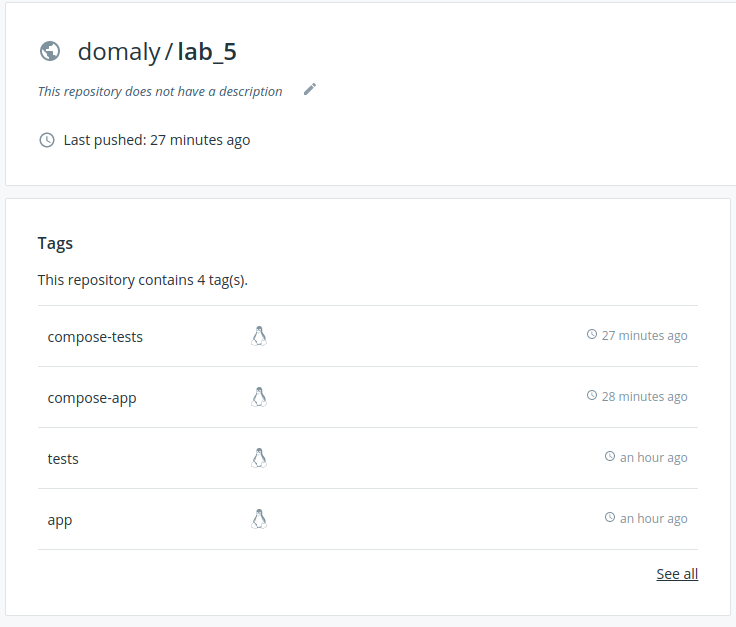 domaly / lab_5
This repository does not have a description
Last pushed: 27 minutes ago
Tags
This repository contains 4 tag(s).
compose-tests 27 minutes ago
compose-app 28 minutes ago
tests an hour ago
app an hour ago
See all